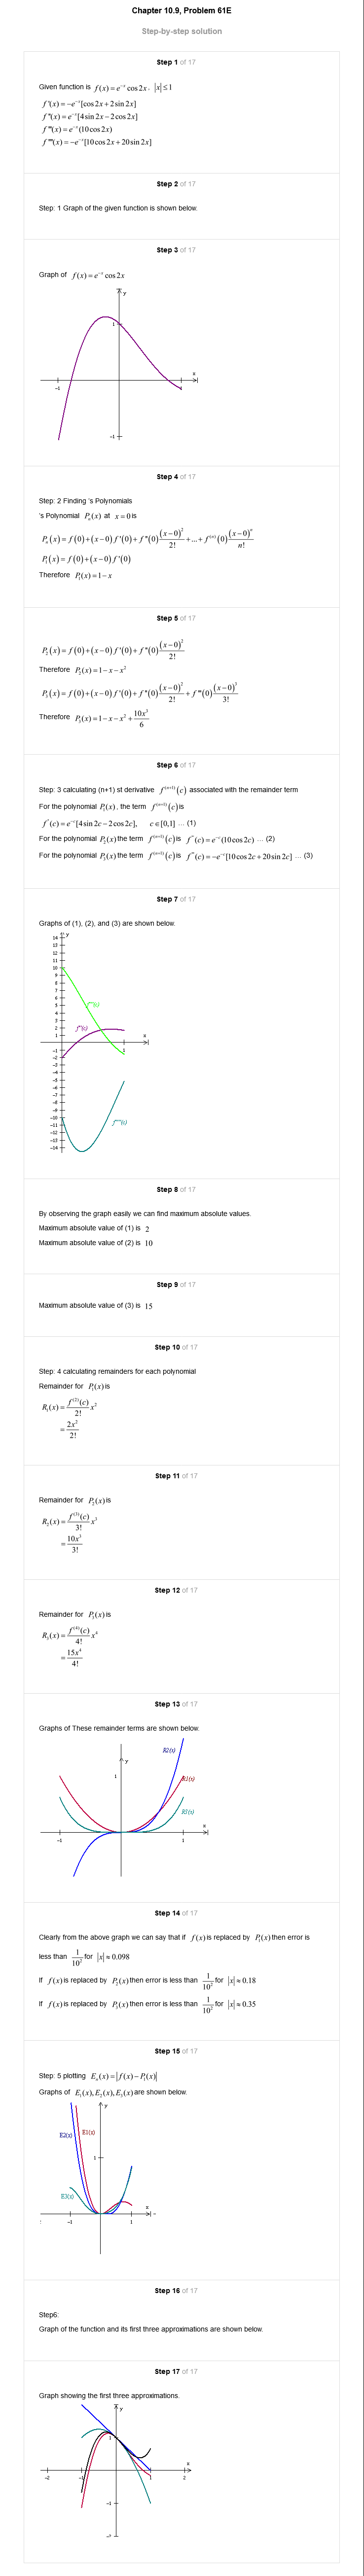 Chapter 10.9, Problem 61E
Step-by-step solution
Step 1 of 17
Given function is f(x) = e^{-x} cos 2x, |x| ≤ 1
f'(x) = -e^{-x}[cos 2x + 2 sin 2x]
f''(x) = e^{-x}[4 sin 2x - 2 cos 2x]
f'''(x) = e^{-x}(10 cos 2x)
f''''(x) = -e^{-x}[10 cos 2x + 20 sin 2x]
Step 2 of 17
Step: 1 Graph of the given function is shown below.
Step 3 of 17
Graph of f(x) = e^{-x} cos 2x
y
1
x
-1
1
-1
Step 4 of 17
Step: 2 Finding 's Polynomials
's Polynomial P_n(x) at x = 0 is
P_n(x) = f(0) + (x-0) f'(0) + f''(0) (x-0)^2/2! + ... + f^{(n)}(0) (x-0)^n/n!
P_1(x) = f(0) + (x-0) f'(0)
Therefore P_1(x) = 1 - x
Step 5 of 17
P_2(x) = f(0) + (x-0) f'(0) + f''(0) (x-0)^2/2!
Therefore P_2(x) = 1 - x - x^2
P_3(x) = f(0) + (x-0) f'(0) + f''(0) (x-0)^2/2! + f'''(0) (x-0)^3/3!
Therefore P_3(x) = 1 - x - x^2 + 10x^3/6
Step 6 of 17
Step: 3 calculating (n+1) st derivative f^{(n+1)}(c) associated with the remainder term
For the polynomial P_1(x), the term f^{(n+1)}(c) is
f''(c) = e^{-c}[4 sin 2c - 2 cos 2c], c ∈ [0,1] ... (1)
For the polynomial P_2(x) the term f^{(n+1)}(c) is f'''(c) = e^{-c}(10 cos 2c) ... (2)
For the polynomial P_3(x) the term f^{(n+1)}(c) is f''''(c) = -e^{-c}[10 cos 2c + 20 sin 2c] ... (3)
Step 7 of 17
Graphs of (1), (2), and (3) are shown below.
y
14
13
12
11
10
9
8
7
6
5
4
3
2
1
-1
-2
-3
-4
-5
-6
-7
-8
-9
-10
-11
-12
-13
-14
f'''(c)
f''(c)
x
1
f''''(c)
Step 8 of 17
By observing the graph easily we can find maximum absolute values.
Maximum absolute value of (1) is 2
Maximum absolute value of (2) is 10
Step 9 of 17
Maximum absolute value of (3) is 15
Step 10 of 17
Step: 4 calculating remainders for each polynomial
Remainder for P_1(x) is
R_1(x) = f^{(2)}(c)/2! x^2
= 2x^2/2!
Step 11 of 17
Remainder for P_2(x) is
R_2(x) = f^{(3)}(c)/3! x^3
= 10x^3/3!
Step 12 of 17
Remainder for P_3(x) is
R_3(x) = f^{(4)}(c)/4! x^4
= 15x^4/4!
Step 13 of 17
Graphs of These remainder terms are shown below.
R2(x)
y
1
R1(x)
R3(x)
x
-1
1
Step 14 of 17
Clearly from the above graph we can say that if f(x) is replaced by P_1(x) then error is
less than 1/10^2 for |x| ≈ 0.098
If f(x) is replaced by P_2(x) then error is less than 1/10^2 for |x| ≈ 0.18
If f(x) is replaced by P_3(x) then error is less than 1/10^2 for |x| ≈ 0.35
Step 15 of 17
Step: 5 plotting E_n(x) = |f(x) - P_1(x)|
Graphs of E_1(x), E_2(x), E_3(x) are shown below.
y
E2(x)
E1(x)
1
E3(x)
x
-1
1
Step 16 of 17
Step6:
Graph of the function and its first three approximations are shown below.
Step 17 of 17
Graph showing the first three approximations.
y
1
x
-2
-1
1
2
-1